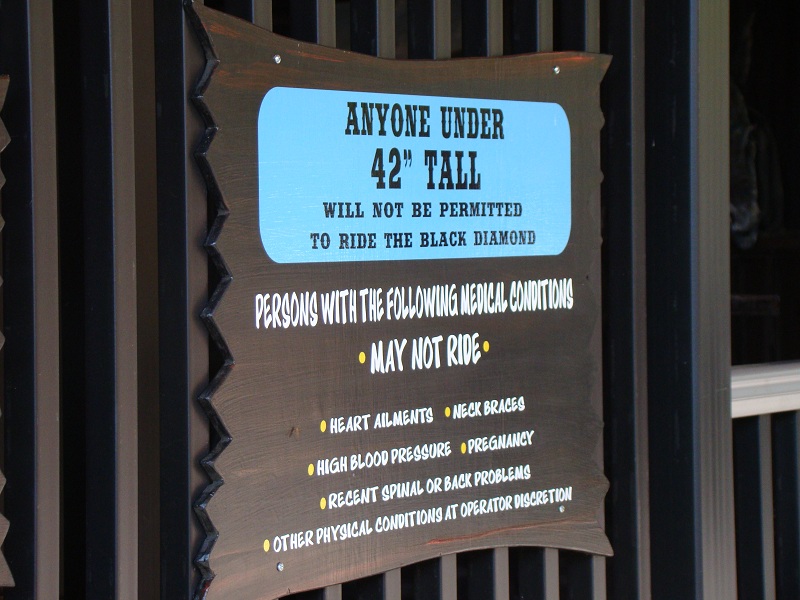 ANYONE UNDER
42" TALL
WILL NOT BE PERMITTED
TO RIDE THE BLACK DIAMOND
PERSONS WITH THE FOLLOWING MEDICAL CONDITIONS
• MAY NOT RIDE •
• HEART AILMENTS • NECK BRACES
• HIGH BLOOD PRESSURE • PREGNANCY
• RECENT SPINAL OR BACK PROBLEMS
• OTHER PHYSICAL CONDITIONS AT OPERATOR DISCRETION